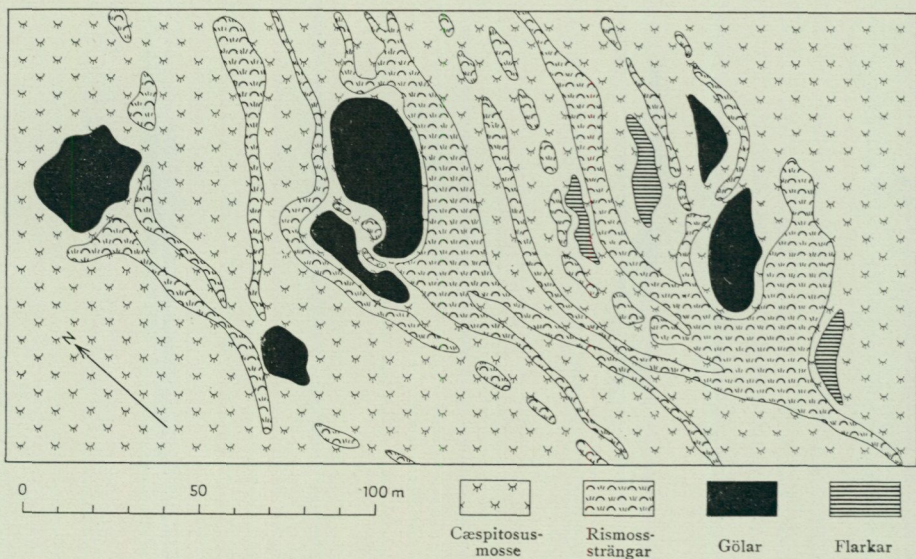 N
0 50 100 m
Cæspitosus-
mosse
Rismoss-
strängar
Gölar
Flarkar